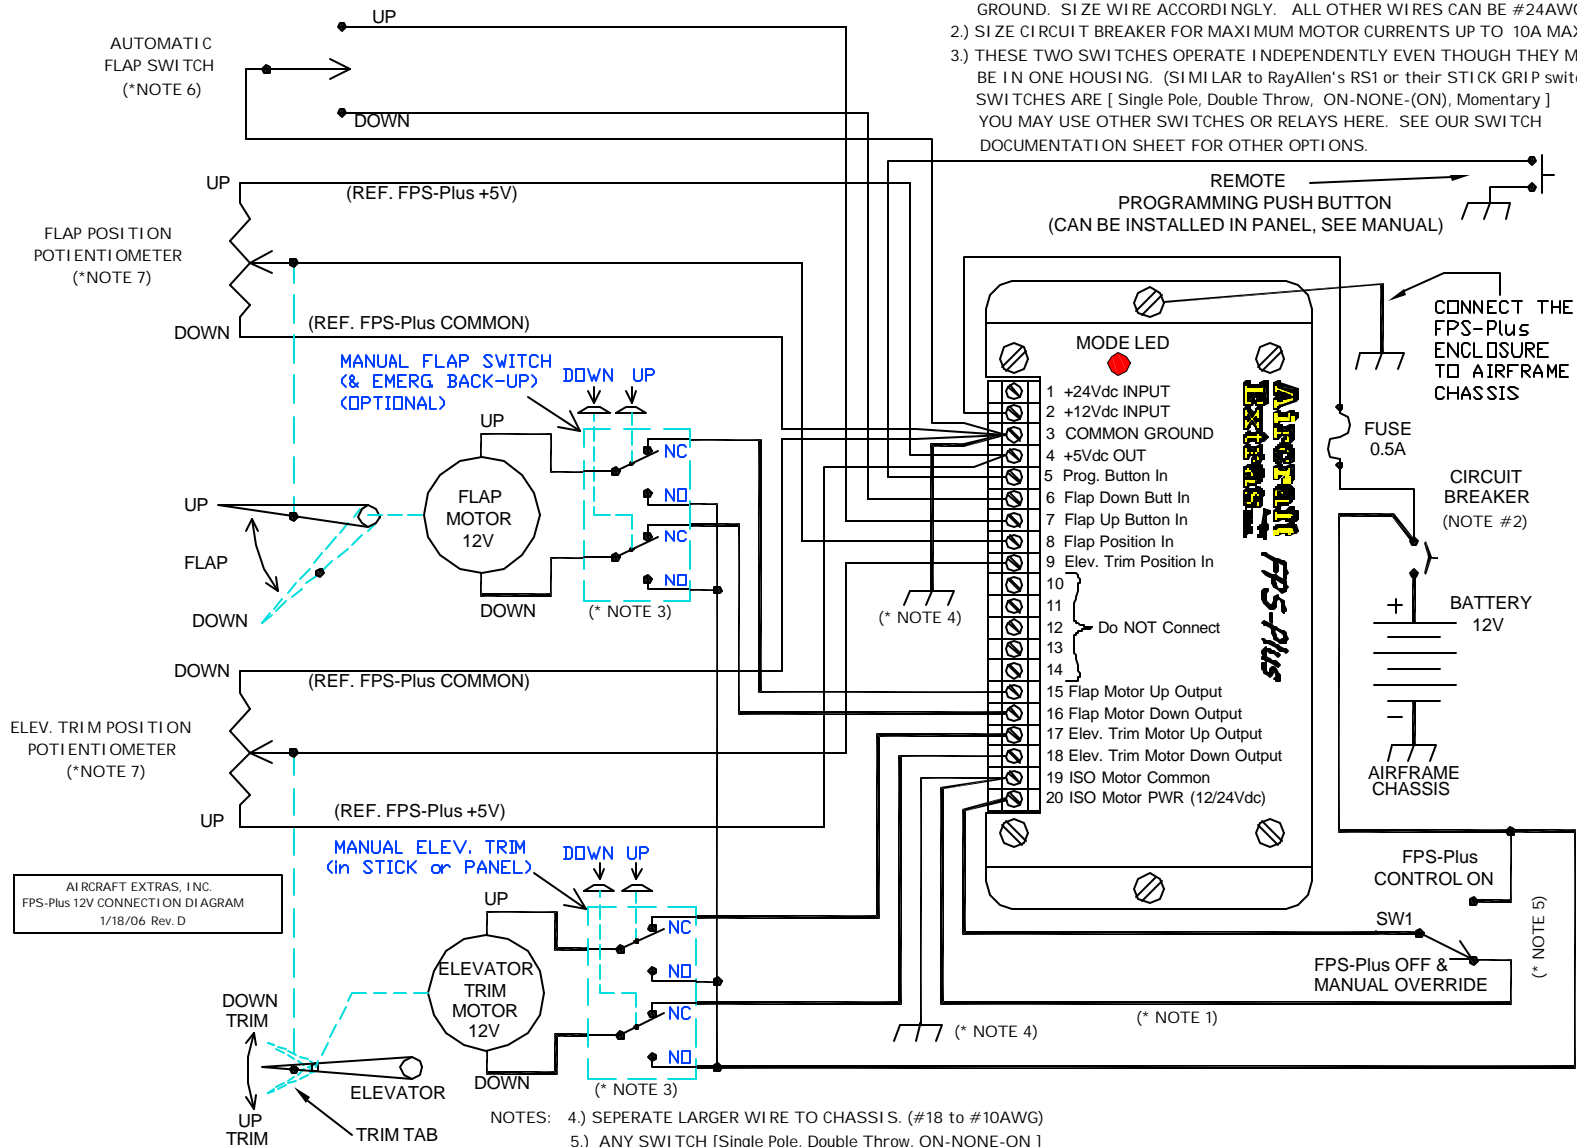 GROUND. SIZE WIRE ACCORDINGLY. ALL OTHER WIRES CAN BE #24AWG
2.) SIZE CIRCUIT BREAKER FOR MAXIMUM MOTOR CURRENTS UP TO 10A MAX
3.) THESE TWO SWITCHES OPERATE INDEPENDENTLY EVEN THOUGH THEY M
BE IN ONE HOUSING. (SIMILAR to RayAllen's RS1 or their STICK GRIP swit
SWITCHES ARE [ Single Pole, Double Throw, ON-NONE-(ON), Momentary ]
YOU MAY USE OTHER SWITCHES OR RELAYS HERE. SEE OUR SWITCH
DOCUMENTATION SHEET FOR OTHER OPTIONS.
UP
AUTOMATIC
FLAP SWITCH
(*NOTE 6)
DOWN
REMOTE
PROGRAMMING PUSH BUTTON
(CAN BE INSTALLED IN PANEL, SEE MANUAL)
UP
(REF. FPS-Plus +5V)
FLAP POSITION
POTIENTIOMETER
(*NOTE 7)
DOWN
(REF. FPS-Plus COMMON)
CONNECT THE
FPS-Plus
ENCLOSURE
TO AIRFRAME
CHASSIS
MANUAL FLAP SWITCH
(& EMERG. BACK-UP)
(OPTIONAL)
DOWN UP
UP
FLAP
MOTOR
12V
DOWN
NC
NO
NC
NO
(* NOTE 3)
UP
FLAP
DOWN
(* NOTE 4)
MODE LED
1 +24Vdc INPUT
2 +12Vdc INPUT
3 COMMON GROUND
4 +5Vdc OUT
5 Prog. Button In
6 Flap Down Butt In
7 Flap Up Button In
8 Flap Position In
9 Elev. Trim Position In
10
11
12 Do NOT Connect
13
14
15 Flap Motor Up Output
16 Flap Motor Down Output
17 Elev. Trim Motor Up Output
18 Elev. Trim Motor Down Output
19 ISO Motor Common
20 ISO Motor PWR (12/24Vdc)
Aircraft
Extras
FPS-Plus
FUSE
0.5A
CIRCUIT
BREAKER
(NOTE #2)
+
BATTERY
12V
-
AIRFRAME
CHASSIS
DOWN
(REF. FPS-Plus COMMON)
ELEV. TRIM POSITION
POTIENTIOMETER
(*NOTE 7)
UP
(REF. FPS-Plus +5V)
MANUAL ELEV. TRIM
(in STICK or PANEL)
DOWN UP
UP
ELEVATOR
TRIM
MOTOR
12V
DOWN
NC
NO
NC
NO
(* NOTE 3)
AIRCRAFT EXTRAS, INC.
FPS-Plus 12V CONNECTION DIAGRAM
1/18/06 Rev. D
DOWN
TRIM
UP
TRIM
ELEVATOR
TRIM TAB
FPS-Plus
CONTROL ON
SW1
FPS-Plus OFF &
MANUAL OVERRIDE
(* NOTE 5)
(* NOTE 4)
(* NOTE 1)
NOTES: 4.) SEPERATE LARGER WIRE TO CHASSIS. (#18 to #10AWG)
5.) ANY SWITCH [Single Pole, Double Throw, ON-NONE-ON ]